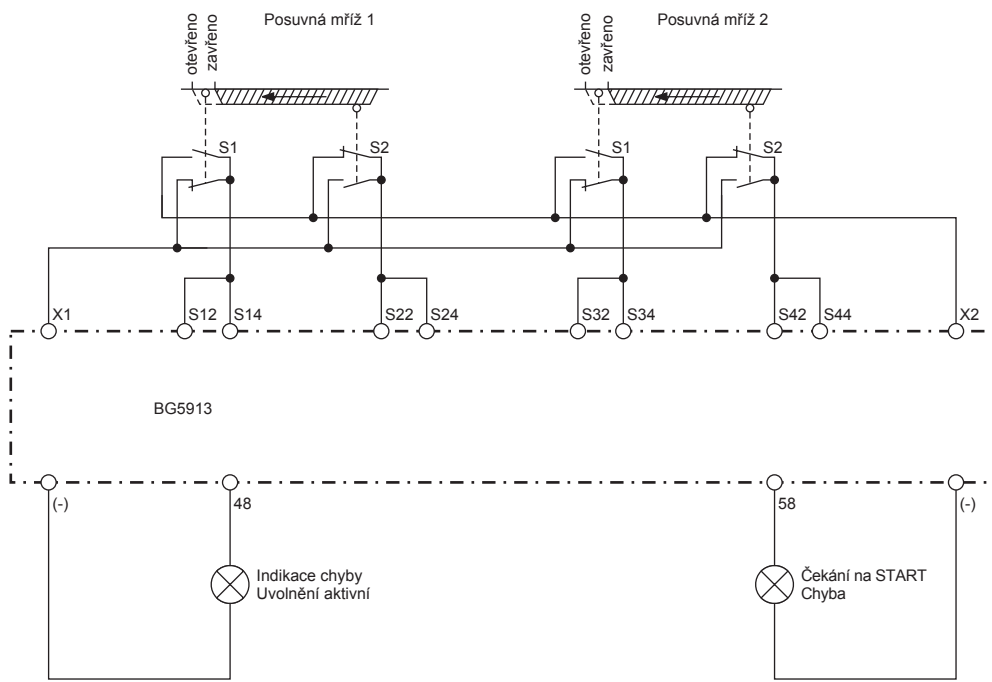 Posuvná mříž 1
Posuvná mříž 2
otevřeno
zavřeno
otevřeno
zavřeno
S1
S2
S1
S2
X1
S12
S14
S22
S24
S32
S34
S42
S44
X2
BG5913
(-)
48
58
(-)
Indikace chyby
Uvolnění aktivní
Čekání na START
Chyba